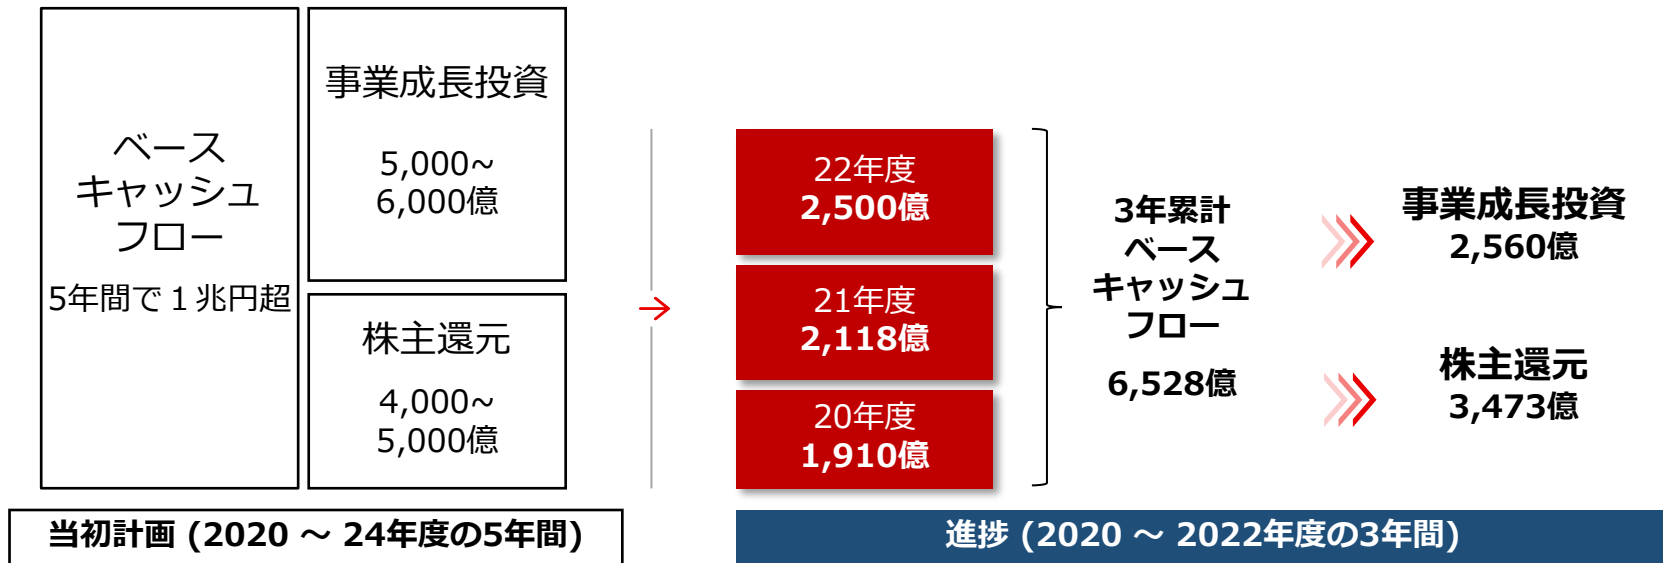 ベース
キャッシュ
フロー
5年間で１兆円超
事業成長投資
5,000~
6,000億
株主還元
4,000~
5,000億
当初計画 (2020 ～ 24年度の5年間)
22年度
2,500億
21年度
2,118億
20年度
1,910億
3年累計
ベース
キャッシュ
フロー
6,528億
事業成長投資
2,560億
株主還元
3,473億
進捗 (2020 ～ 2022年度の3年間)